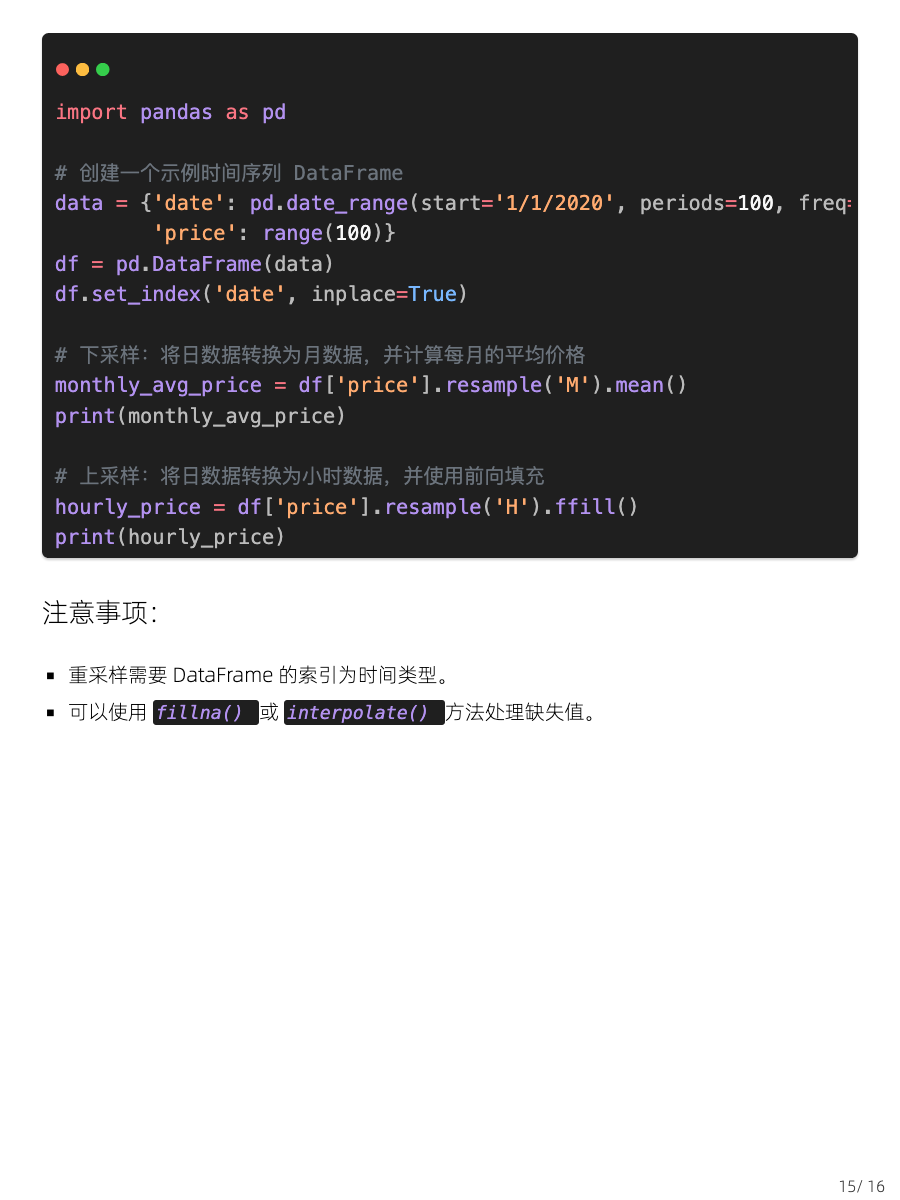 import pandas as pd
# 创建一个示例时间序列 DataFrame
data = {'date': pd.date_range(start='1/1/2020', periods=100, freq=
'price': range(100)}
df = pd.DataFrame(data)
df.set_index('date', inplace=True)
# 下采样：将日数据转换为月数据，并计算每月的平均价格
monthly_avg_price = df['price'].resample('M').mean()
print(monthly_avg_price)
# 上采样：将日数据转换为小时数据，并使用前向填充
hourly_price = df['price'].resample('H').ffill()
print(hourly_price)
注意事项：
▪ 重采样需要 DataFrame 的索引为时间类型。
▪ 可以使用 fillna() 或 interpolate() 方法处理缺失值。
15/ 16